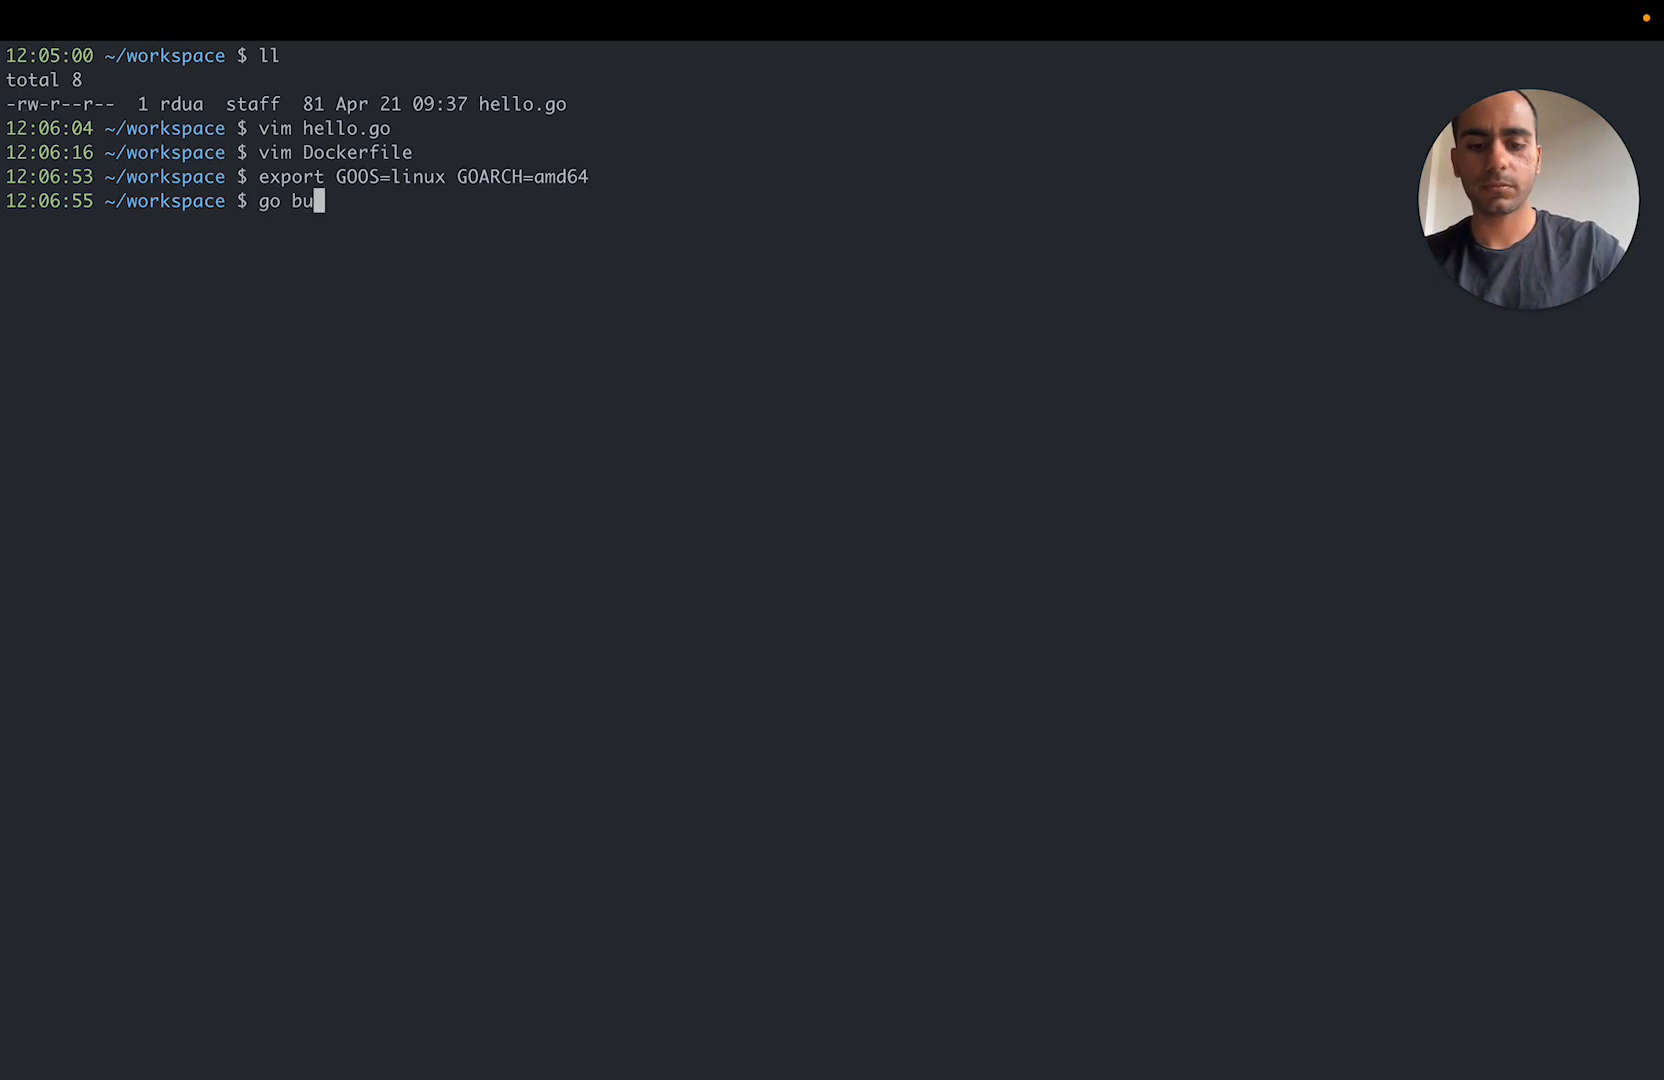 12:05:00 ~/workspace $ ll
total 8
-rw-r--r--  1 rdua  staff  81 Apr 21 09:37 hello.go
12:06:04 ~/workspace $ vim hello.go
12:06:16 ~/workspace $ vim Dockerfile
12:06:53 ~/workspace $ export GOOS=linux GOARCH=amd64
12:06:55 ~/workspace $ go bu